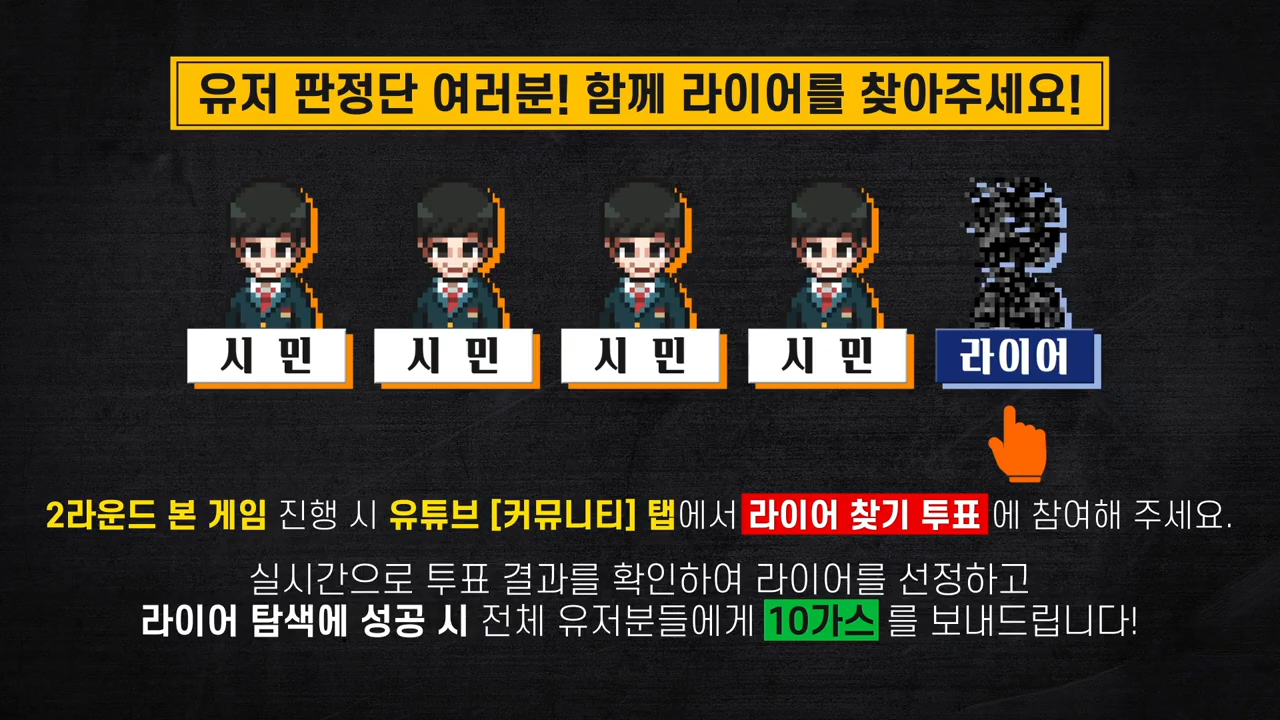 유저 판정단 여러분! 함께 라이어를 찾아주세요!
시민 시민 시민 시민 라이어
2라운드 본 게임 진행 시 유튜브 [커뮤니티] 탭에서 라이어 찾기 투표에 참여해 주세요.
실시간으로 투표 결과를 확인하여 라이어를 선정하고
라이어 탐색에 성공 시 전체 유저분들에게 10가스를 보내드립니다!